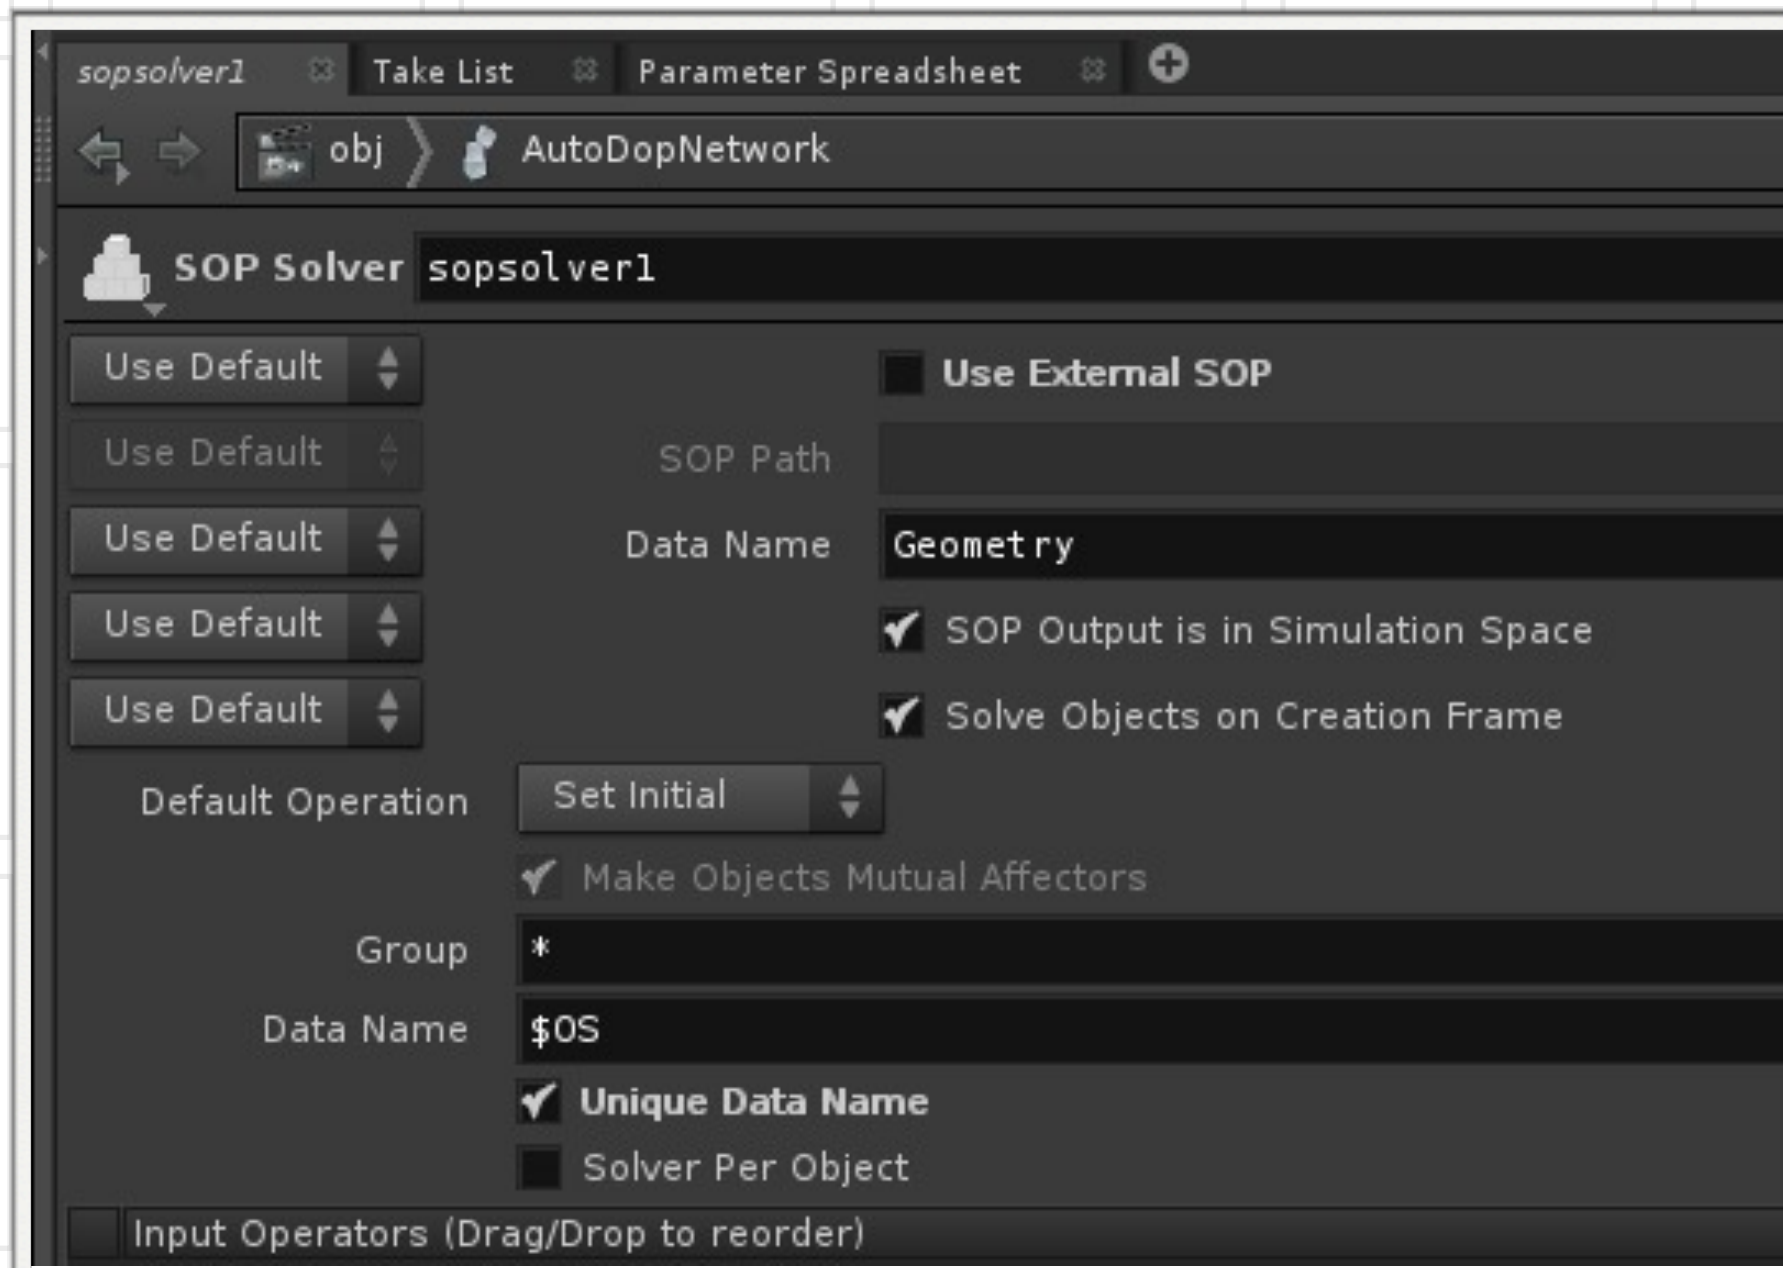 sopsolver1 Take List Parameter Spreadsheet
obj AutoDopNetwork
SOP Solver sopsolver1
Use Default Use External SOP
Use Default SOP Path
Use Default Data Name Geometry
Use Default SOP Output is in Simulation Space
Use Default Solve Objects on Creation Frame
Default Operation Set Initial
Make Objects Mutual Affectors
Group *
Data Name $OS
Unique Data Name
Solver Per Object
Input Operators (Drag/Drop to reorder)